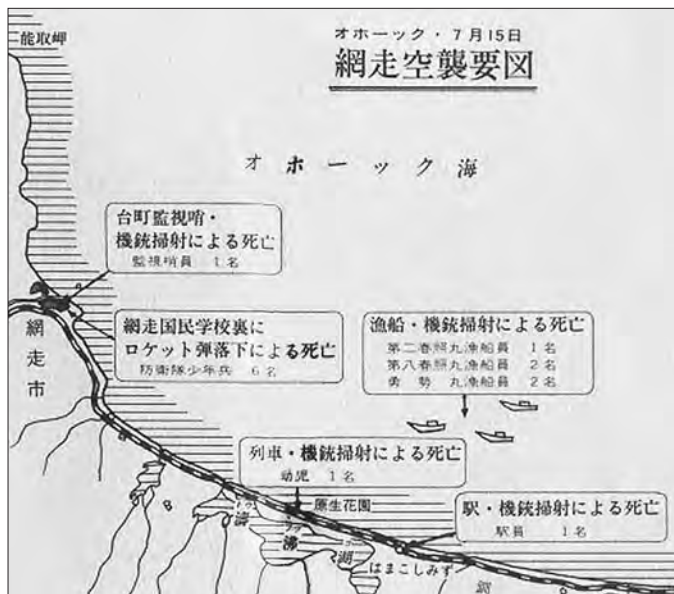 能取岬
オホーツク・7月15日
網走空襲要図
オホーツク海
台町監視哨・
機銃掃射による死亡
監視哨員 1名
網走市
網走国民学校裏に
ロケット弾落下による死亡
防衛隊少年兵 6名
漁船・機銃掃射による死亡
第二春照丸漁船員 1名
第八春照丸漁船員 2名
勇勢丸漁船員 2名
列車・機銃掃射による死亡
幼児 1名
原生花園
濤沸湖
駅・機銃掃射による死亡
駅員 1名
はまこしみず